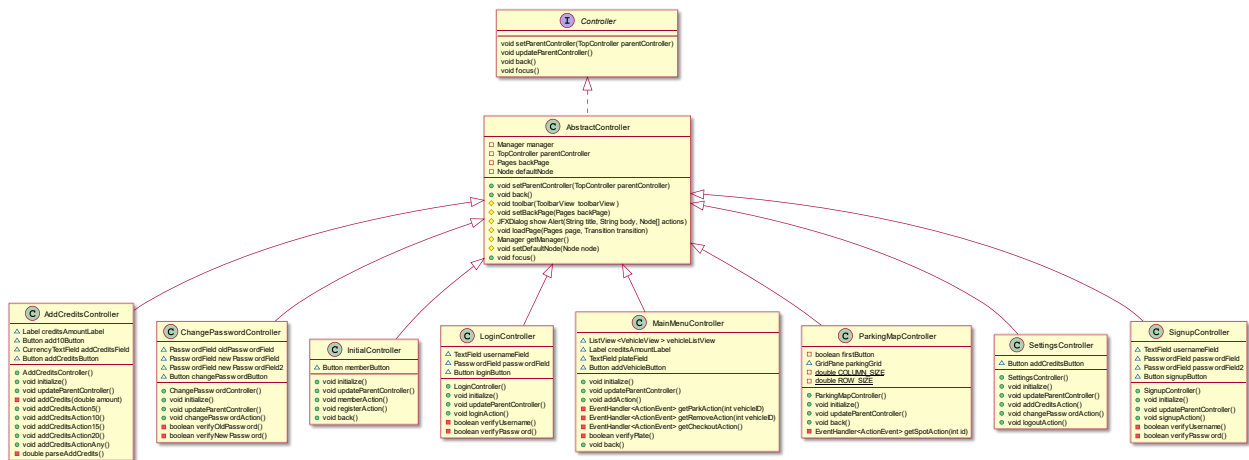 I Controller
void setParentController(TopController parentController)
void updateParentController()
void back()
void focus()
C AbstractController
Manager manager
TopController parentController
Pages backPage
Node defaultNode
void setParentController(TopController parentController)
void back()
void toolbar(ToolbarView toolbarView )
void setBackPage(Pages backPage)
JFXDialog show Alert(String title, String body, Node[] actions)
void loadPage(Pages page, Transition transition)
Manager getManager()
void setDefaultNode(Node node)
void focus()
C AddCreditsController
Label creditsAmountLabel
Button add10Button
CurrencyTextField addCreditsField
Button addCreditsButton
AddCreditsController()
void initialize()
void updateParentController()
void addCredits(double amount)
void addCreditsAction5()
void addCreditsAction10()
void addCreditsAction15()
void addCreditsAction20()
void addCreditsActionAny()
double parseAddCredits()
C ChangePasswordController
Passw ordField oldPassw ordField
Passw ordField new Passw ordField
Passw ordField new Passw ordField2
Button changePassw ordButton
ChangePassw ordController()
void initialize()
void updateParentController()
void changePassw ordAction()
boolean verifyOldPassw ord()
boolean verifyNew Passw ord()
C InitialController
Button memberButton
void initialize()
void updateParentController()
void memberAction()
void registerAction()
void back()
C LoginController
TextField usernameField
Passw ordField passw ordField
Button loginButton
LoginController()
void initialize()
void updateParentController()
void loginAction()
boolean verifyUsername()
boolean verifyPassw ord()
C MainMenuController
ListView <VehicleView > vehicleListView
Label creditsAmountLabel
TextField plateField
Button addVehicleButton
void initialize()
void updateParentController()
void addAction()
EventHandler<ActionEvent> getParkAction(int vehicleID)
EventHandler<ActionEvent> getRemoveAction(int vehicleID)
EventHandler<ActionEvent> getCheckoutAction()
boolean verifyPlate()
void back()
C ParkingMapController
boolean firstButton
GridPane parkingGrid
double COLUMN_SIZE
double ROW_SIZE
ParkingMapController()
void initialize()
void updateParentController()
void back()
EventHandler<ActionEvent> getSpotAction(int id)
C SettingsController
Button addCreditsButton
SettingsController()
void initialize()
void updateParentController()
void addCreditsAction()
void changePassw ordAction()
void logoutAction()
C SignupController
TextField usernameField
Passw ordField passw ordField
Passw ordField passw ordField2
Button signupButton
SignupController()
void initialize()
void updateParentController()
void signupAction()
boolean verifyUsername()
boolean verifyPassw ord()